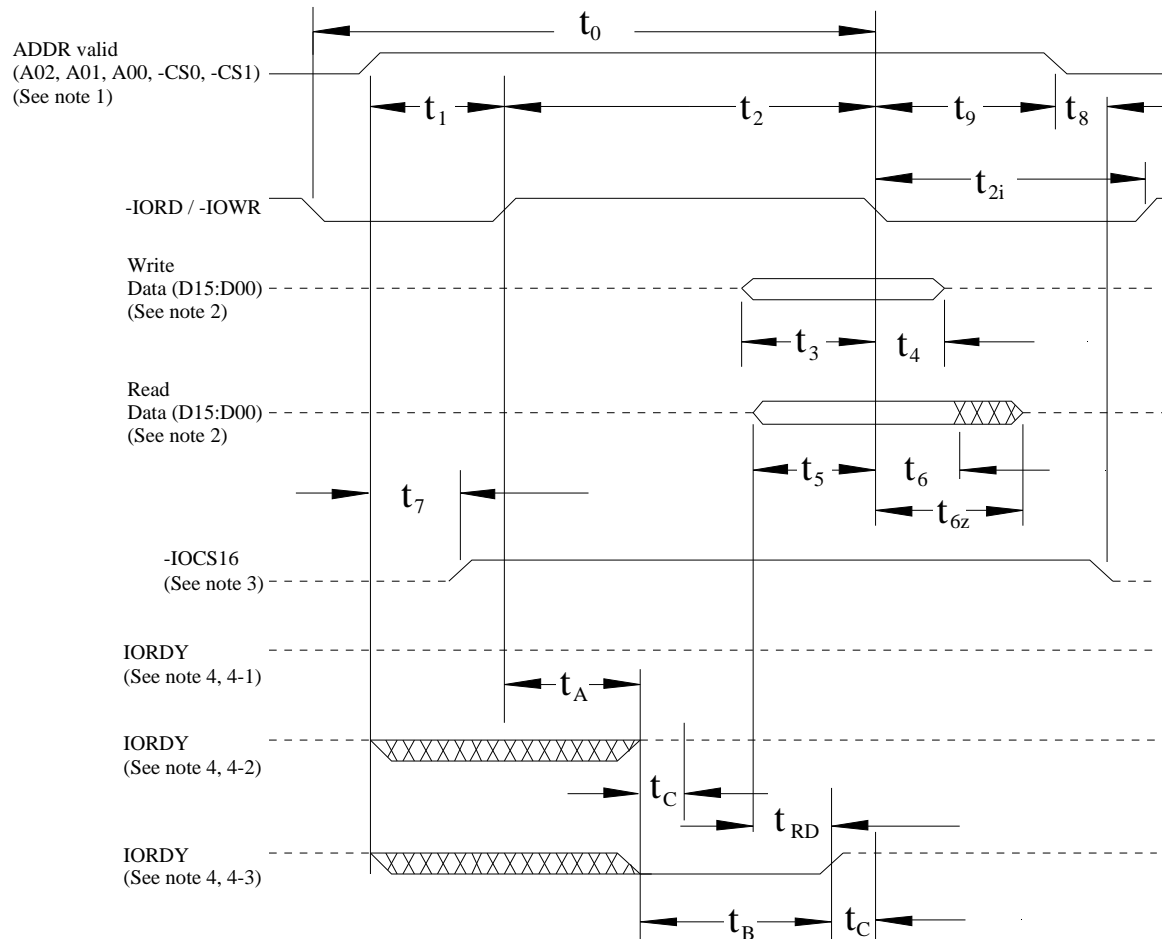 t0
ADDR valid
(A02, A01, A00, -CS0, -CS1)
(See note 1)
t1
t2
t9
t8
t2i
-IORD / -IOWR
Write
Data (D15:D00)
(See note 2)
t3
t4
Read
Data (D15:D00)
(See note 2)
t5
t6
t7
t6z
-IOCS16
(See note 3)
IORDY
(See note 4, 4-1)
tA
IORDY
(See note 4, 4-2)
tC
tRD
IORDY
(See note 4, 4-3)
tB
tC